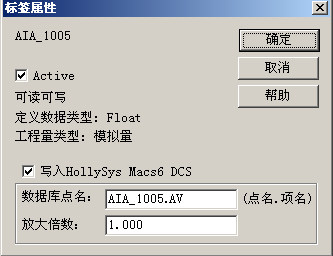 标签属性
AIA_1005
确定
Active
取消
可读可写
帮助
定义数据类型: Float
工程量类型: 模拟量
写入HollySys Macs6 DCS
数据库点名: AIA_1005.AV (点名.项名)
放大倍数: 1.000